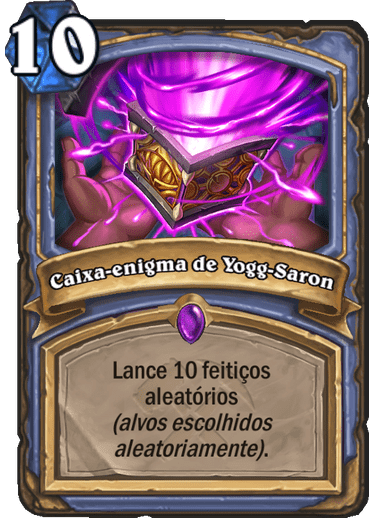 10
Caixa-enigma de Yogg-Saron
Lance 10 feitiços
aleatórios
(alvos escolhidos
aleatoriamente).